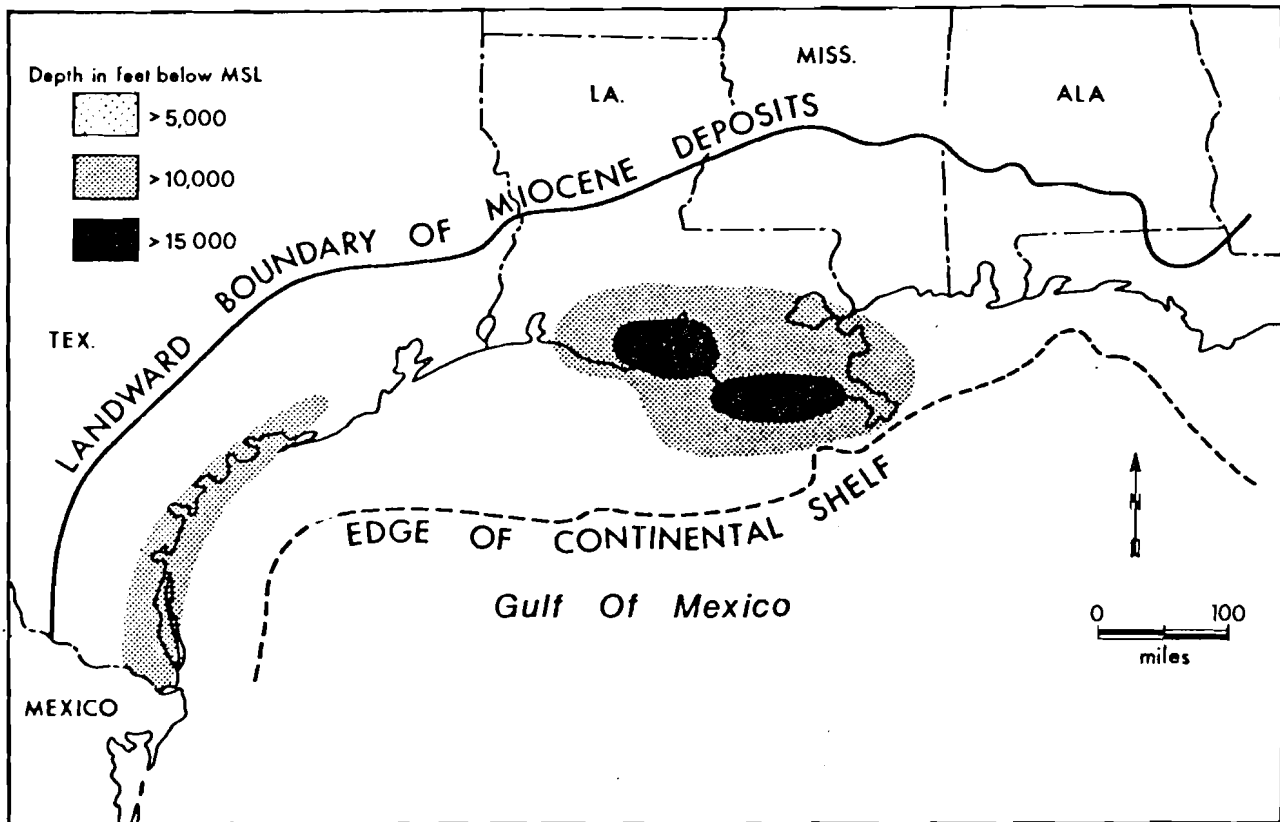 Depth in feet below MSL
> 5,000
> 10,000
> 15 000
LA.
MISS.
ALA
TEX.
LANDWARD BOUNDARY OF MIOCENE DEPOSITS
EDGE OF CONTINENTAL SHELF
Gulf Of Mexico
MEXICO
N
0 100
miles